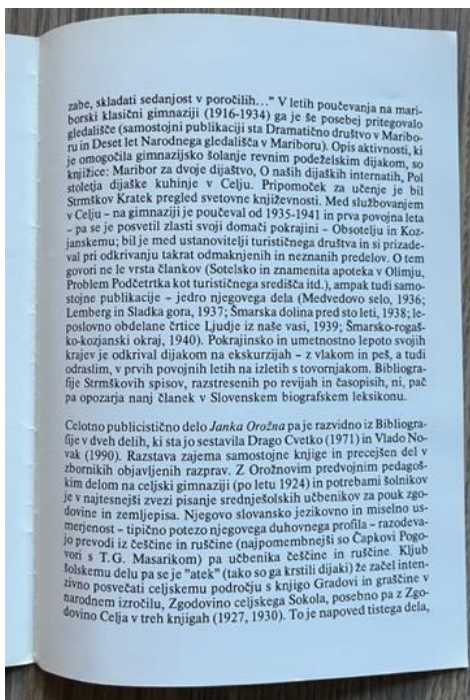 zabe, skladati sedanjost v poročilih..." V letih poučevanja na mari-
borski klasični gimnaziji (1916-1934) ga je še posebej pritegovalo
gledališče (samostojni publikaciji sta Dramatično društvo v Maribo-
ru in Deset let Narodnega gledališča v Mariboru). Opis aktivnosti, ki
je omogočila gimnazijsko šolanje revnim podeželskim dijakom, so
knjižice: Maribor za dvoje dijaštvo, O naših dijaških internatih, Pol
stoletja dijaške kuhinje v Celju. Pripomoček za učenje je bil
Strmškov Kratek pregled svetovne književnosti. Med službovanjem
v Celju - na gimnaziji je poučeval od 1935-1941 in prva povojna leta
- pa se je posvetil zlasti svoji domači pokrajini - Obsotelju in Koz-
janskemu; bil je med ustanovitelji turističnega društva in si prizade-
val pri odkrivanju takrat odmaknjenih in neznanih predelov. O tem
govori ne le vrsta člankov (Sotelsko in znamenita apoteka v Olimju,
Problem Podčetrtka kot turističnega središča itd.), ampak tudi samo-
stojne publikacije - jedro njegovega dela (Medvedovo selo, 1936;
Lemberg in Sladka gora, 1937; Šmarska dolina pred sto leti, 1938; le-
poslovno obdelane črtice Ljudje iz naše vasi, 1939; Šmarsko-rogaš-
ko-kozjanski okraj, 1940). Pokrajinsko in umetnostno lepoto svojih
krajev je odkrival dijakom na ekskurzijah - z vlakom in peš, a tudi
odraslim, v prvih povojnih letih na izletih s tovornjakom. Bibliogra-
fije Strmškovih spisov, razstresenih po revijah in časopisih, ni, pač
pa opozarja nanj članek v Slovenskem biografskem leksikonu.
Celotno publicistično delo Janka Orožna pa je razvidno iz Bibliogra-
fije v dveh delih, ki sta jo sestavila Drago Cvetko (1971) in Vlado No-
vak (1990). Razstava zajema samostojne knjige in precejšen del v
zbornikih objavljenih razprav. Z Orožnovim predvojnim pedagoš-
kim delom na celjski gimnaziji (po letu 1924) in potrebami šolnikov
je v najtesnejši zvezi pisanje srednješolskih učbenikov za pouk zgo-
dovine in zemljepisa. Njegovo slovansko jezikovno in miselno us-
merjenost - tipično potezo njegovega duhovnega profila - razodeva-
jo prevodi iz češčine in ruščine (najpomembnejši so Čapkovi Pogo-
vori s T.G. Masarikom) pa učbenika češčine in ruščine. Kljub
šolskemu delu pa se je "atek" (tako so ga krstili dijaki) že začel inten-
zivno posvečati celjskemu področju s knjigo Gradovi in graščine v
narodnem izročilu, Zgodovino celjskega Sokola, posebno pa z Zgo-
dovino Celja v treh knjigah (1927, 1930). To je napoved tistega dela,